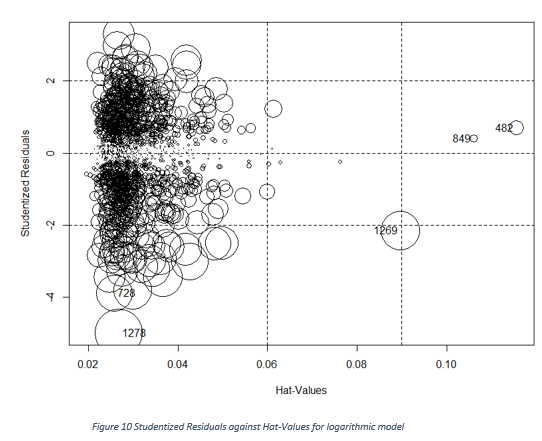 Studentized Residuals
2
0
-2
-4
482
849
1269
728
1278
0.02 0.04 0.06 0.08 0.10
Hat-Values
Figure 10 Studentized Residuals against Hat-Values for logarithmic model